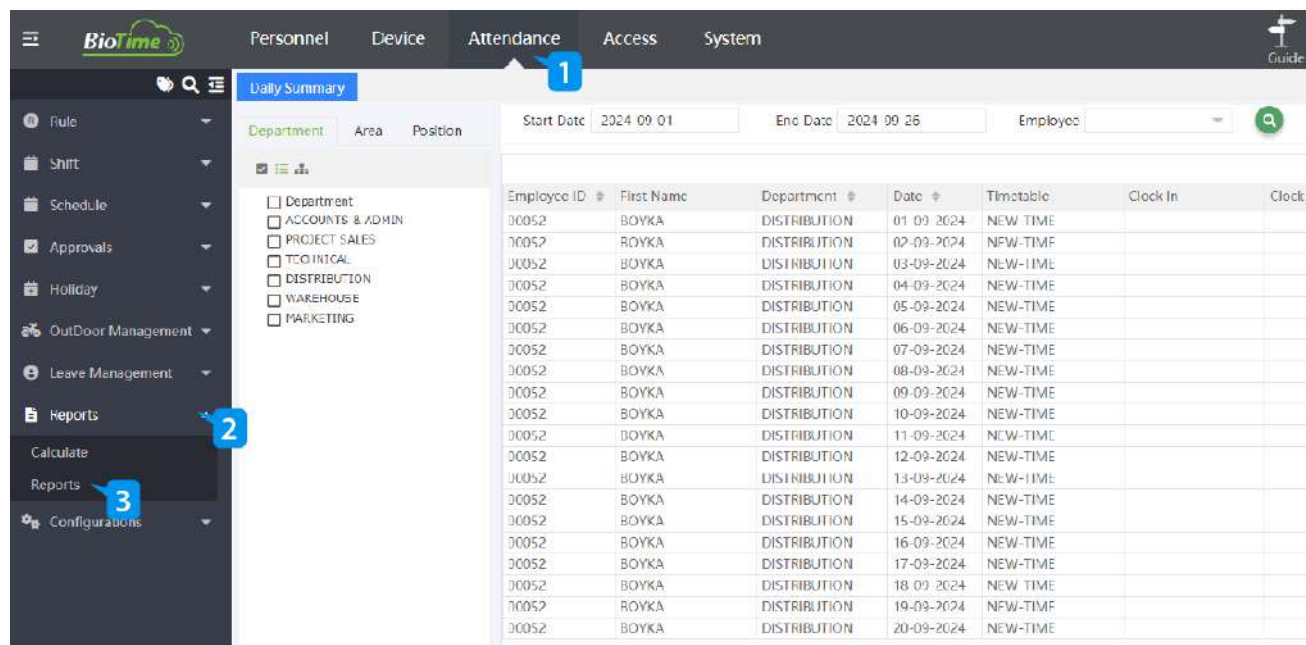 BioTime Personnel Device Attendance Access System Guide
1
Daily Summary
Rule
Shift
Schedule
Approvals
Holiday
OutDoor Management
Leave Management
Reports
2
Calculate
Reports
3
Configurations
Department Area Position
Department
ACCOUNTS & ADMIN
PROJECT SALES
TECHNICAL
DISTRIBUTION
WAREHOUSE
MARKETING
Start Date 2024-09-01 End Date 2024-09-26 Employee
Employee ID First Name Department Date Timetable Clock In Clock
00052 BOYKA DISTRIBUTION 01-09-2024 NEW-TIME
00052 BOYKA DISTRIBUTION 02-09-2024 NEW-TIME
00052 BOYKA DISTRIBUTION 03-09-2024 NEW-TIME
00052 BOYKA DISTRIBUTION 04-09-2024 NEW-TIME
00052 BOYKA DISTRIBUTION 05-09-2024 NEW-TIME
00052 BOYKA DISTRIBUTION 06-09-2024 NEW-TIME
00052 BOYKA DISTRIBUTION 07-09-2024 NEW-TIME
00052 BOYKA DISTRIBUTION 08-09-2024 NEW-TIME
00052 BOYKA DISTRIBUTION 09-09-2024 NEW-TIME
00052 BOYKA DISTRIBUTION 10-09-2024 NEW-TIME
00052 BOYKA DISTRIBUTION 11-09-2024 NEW-TIME
00052 BOYKA DISTRIBUTION 12-09-2024 NEW-TIME
00052 BOYKA DISTRIBUTION 13-09-2024 NEW-TIME
00052 BOYKA DISTRIBUTION 14-09-2024 NEW-TIME
00052 BOYKA DISTRIBUTION 15-09-2024 NEW-TIME
00052 BOYKA DISTRIBUTION 16-09-2024 NEW-TIME
00052 BOYKA DISTRIBUTION 17-09-2024 NEW-TIME
00052 BOYKA DISTRIBUTION 18-09-2024 NEW-TIME
00052 BOYKA DISTRIBUTION 19-09-2024 NEW-TIME
00052 BOYKA DISTRIBUTION 20-09-2024 NEW-TIME